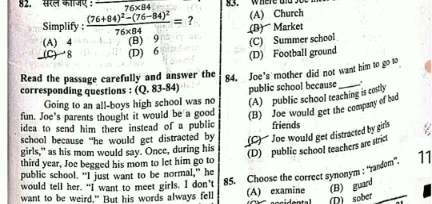 82. सरल कीजिए :
76×84
Simplify : (76+84)²-(76-84)² / 76×84 = ?
(A) 4 (B) 9
(C) 8 (D) 6
Read the passage carefully and answer the
corresponding questions : (Q. 83-84)
Going to an all-boys high school was no
fun. Joe's parents thought it would be a good
idea to send him there instead of a public
school because "he would get distracted by
girls," as his mom would say. Once, during his
third year, Joe begged his mom to let him go to
public school. "I just want to be normal," he
would tell her. "I want to meet girls. I don't
want to be weird." But his words always fell
83. Where did Joe
(A) Church
(B) Market
(C) Summer school
(D) Football ground
84. Joe's mother did not want him to go to
public school because ____.
(A) public school teaching is costly
(B) Joe would get the company of bad
friends
(C) Joe would get distracted by girls
(D) public school teachers are strict
85. Choose the correct synonym : "random".
(A) examine (B) guard
accidental (D) sober
11